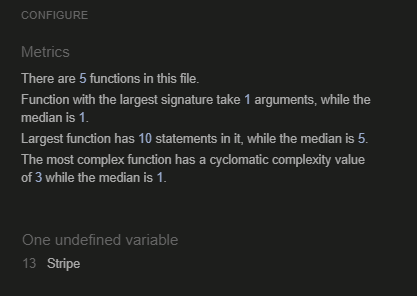 CONFIGURE
Metrics
There are 5 functions in this file.
Function with the largest signature take 1 arguments, while the
median is 1.
Largest function has 10 statements in it, while the median is 5.
The most complex function has a cyclomatic complexity value
of 3 while the median is 1.
One undefined variable
13 Stripe